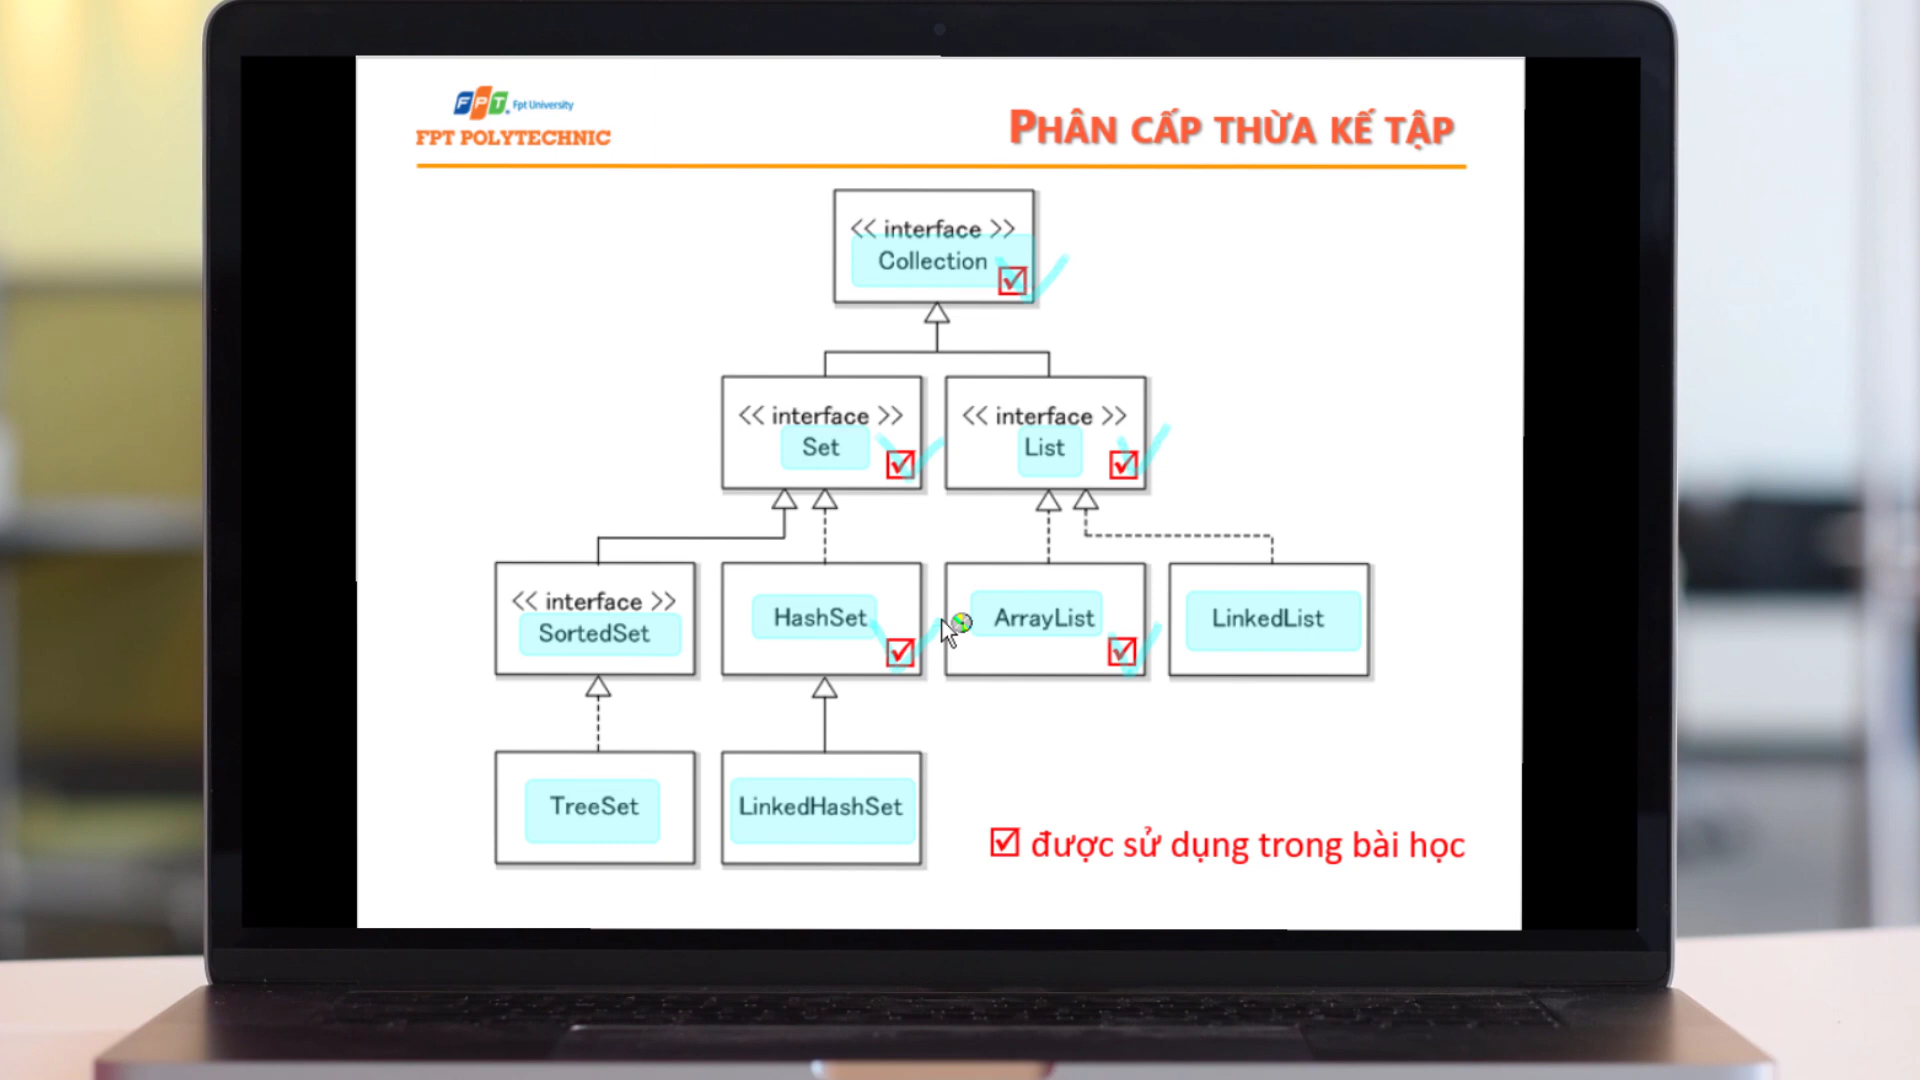 FPT. Fpt University
FPT POLYTECHNIC
PHÂN CẤP THỪA KẾ TẬP
<< interface >>
Collection
<< interface >>
Set
<< interface >>
List
<< interface >>
SortedSet
HashSet
ArrayList
LinkedList
TreeSet
LinkedHashSet
được sử dụng trong bài học